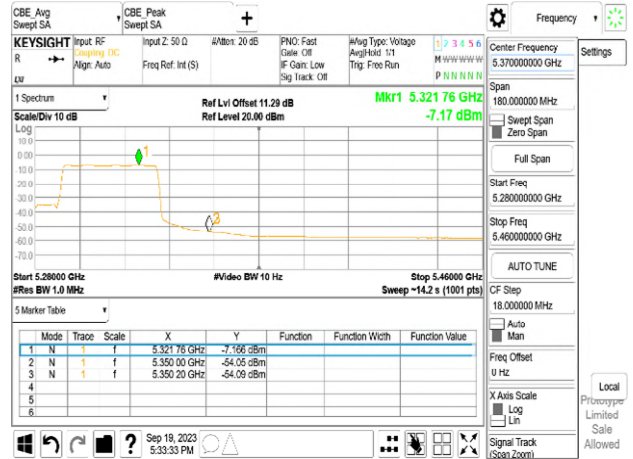 CBE_Avg
Swept SA
CBE_Peak
Swept SA
+
Frequency
KEYSIGHT
R
LXI
Input: RF
Coupling: DC
Align: Auto
Input Z: 50 Ω
Freq Ref: Int (S)
#Atten: 20 dB
PNO: Fast
Gate: Off
IF Gain: Low
Sig Track: Off
#Avg Type: Voltage
Avg|Hold: 1/1
Trig: Free Run
1 2 3 4 5 6
M W W W W W
P N N N N N
Center Frequency
5.370000000 GHz
Settings
1 Spectrum
Scale/Div 10 dB
Ref Lvl Offset 11.29 dB
Ref Level 20.00 dBm
Mkr1 5.321 76 GHz
-7.17 dBm
Span
180.000000 MHz
Swept Span
Zero Span
Full Span
Start Freq
5.280000000 GHz
Stop Freq
5.460000000 GHz
AUTO TUNE
CF Step
18.000000 MHz
Auto
Man
Freq Offset
0 Hz
X Axis Scale
Log
Lin
Signal Track
(Span Zoom)
Log
10.0
0.00
-10.0
-20.0
-30.0
-40.0
-50.0
-60.0
-70.0
1
3
Start 5.28000 GHz
#Res BW 1.0 MHz
#Video BW 10 Hz
Stop 5.46000 GHz
Sweep ~14.2 s (1001 pts)
5 Marker Table
Mode Trace Scale X Y Function Function Width Function Value
1 N 1 f 5.321 76 GHz -7.166 dBm
2 N 1 f 5.350 00 GHz -54.05 dBm
3 N 1 f 5.350 20 GHz -54.09 dBm
4
5
6
Local
Prototype
Limited
Sale
Allowed
?
Sep 19, 2023
5:33:33 PM